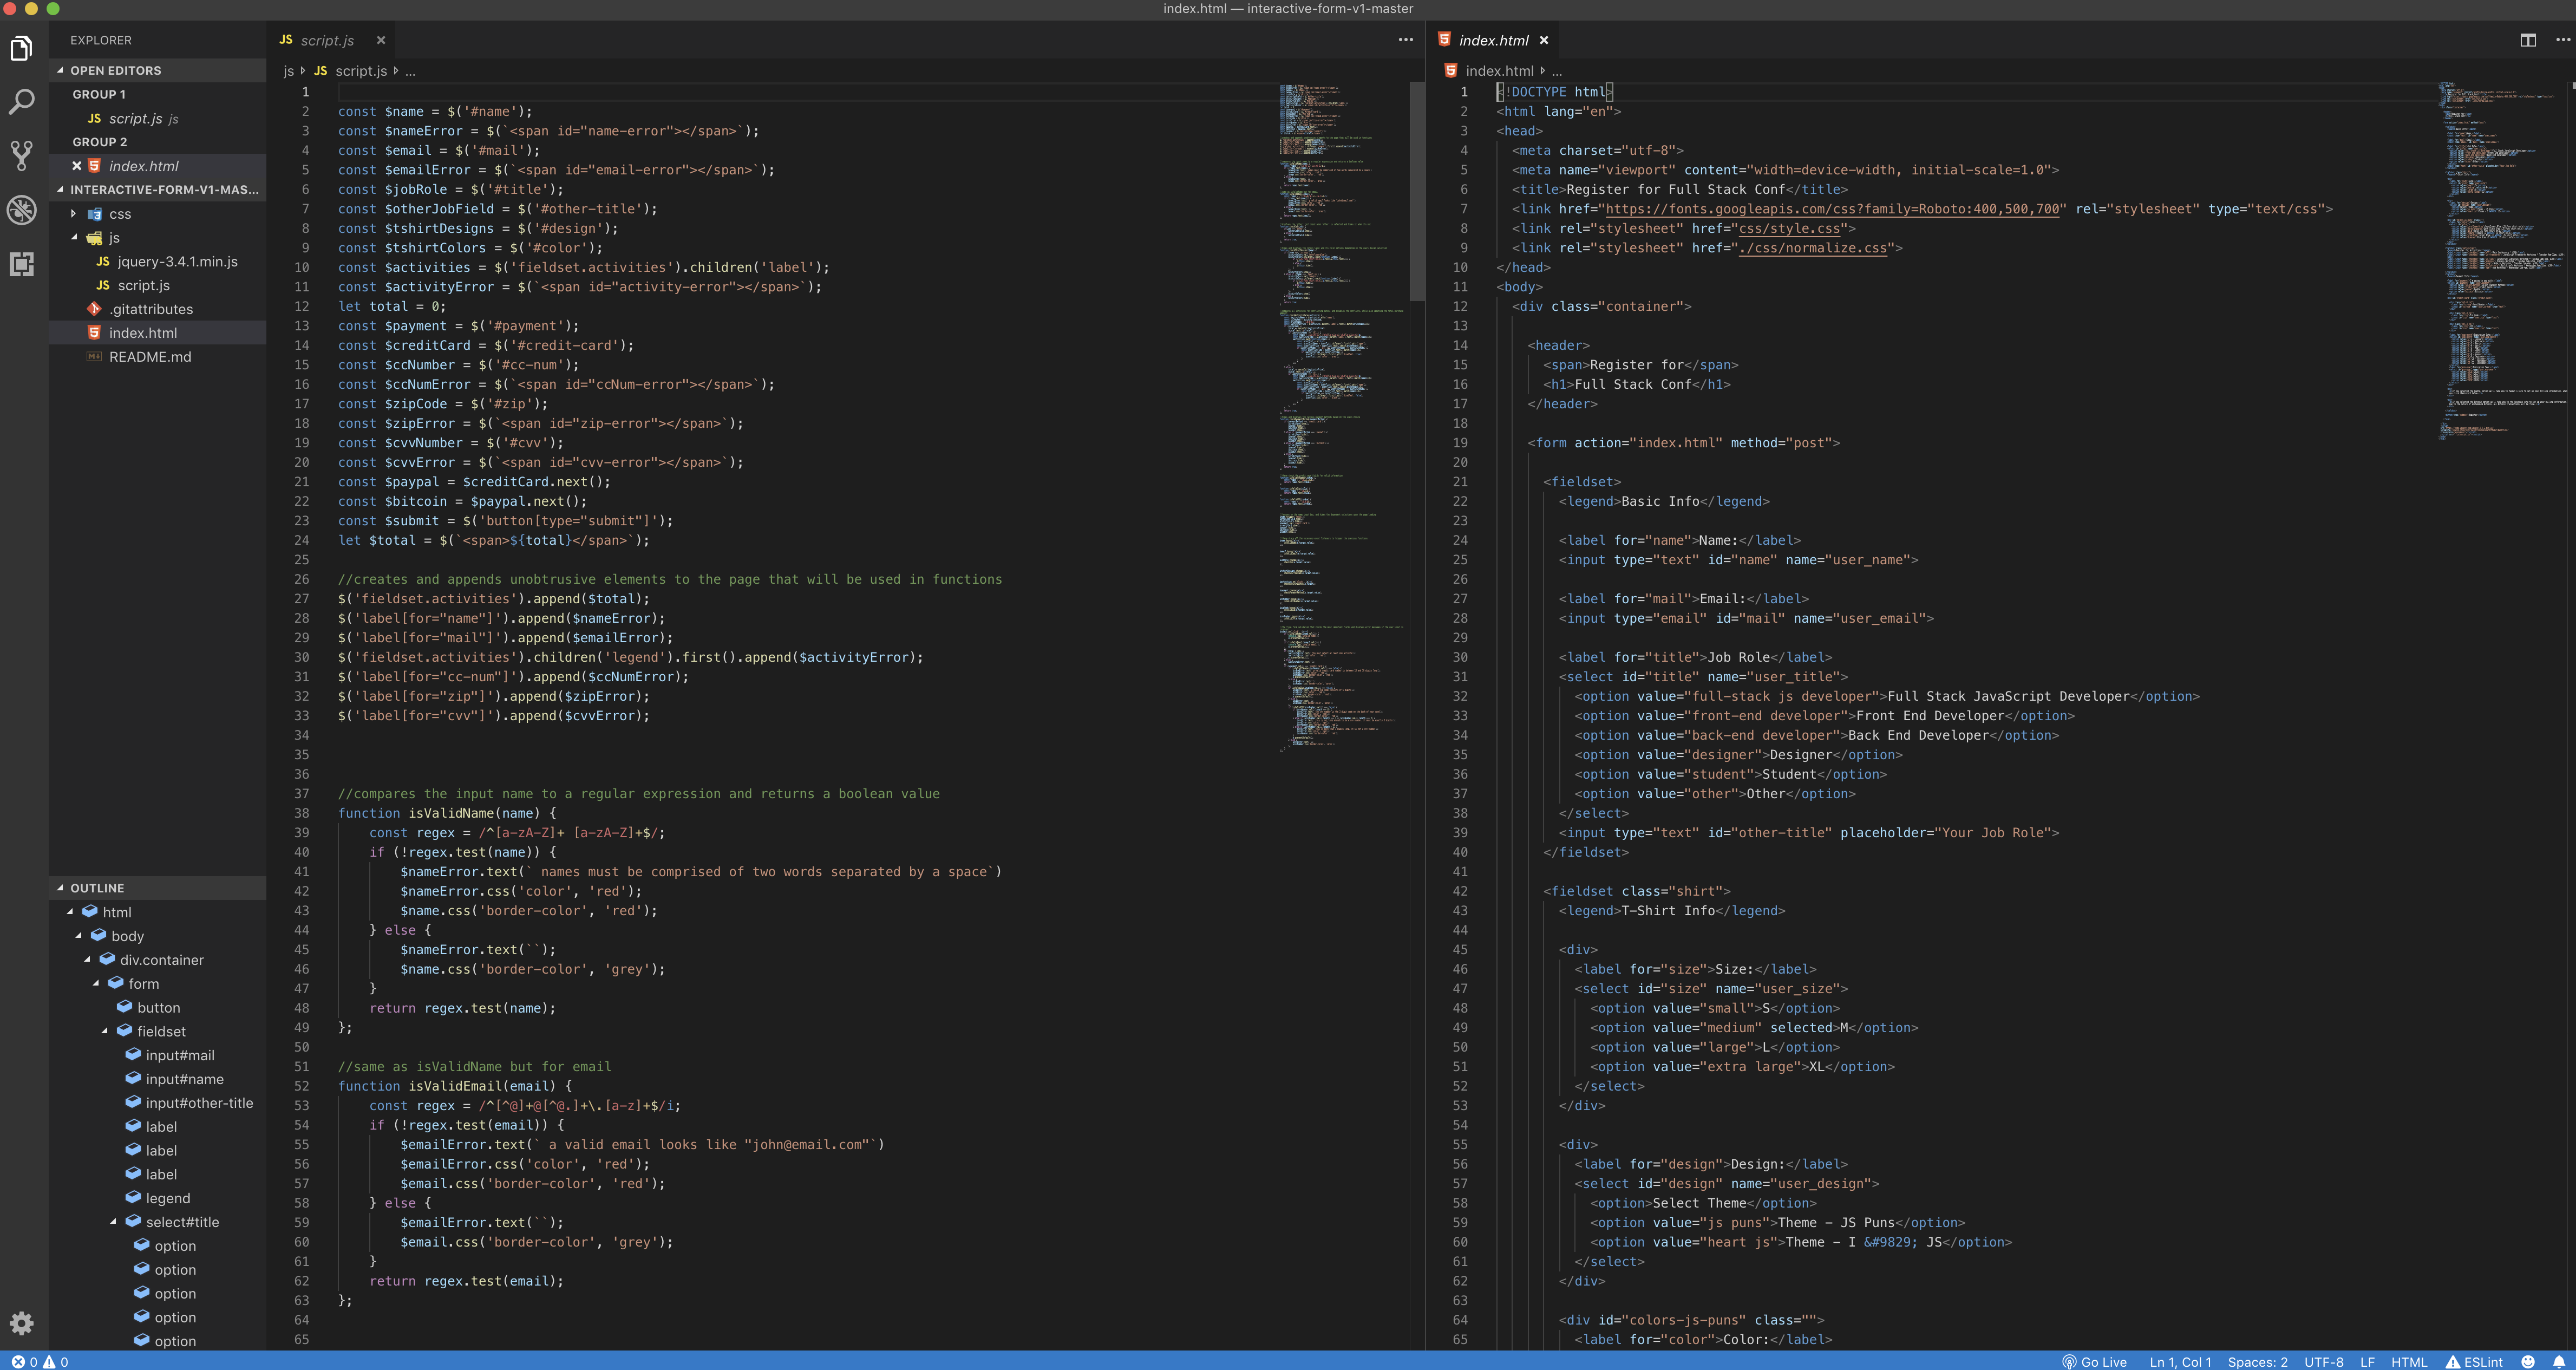 index.html — interactive-form-v1-master
EXPLORER
OPEN EDITORS
GROUP 1
JS script.js js
GROUP 2
index.html
INTERACTIVE-FORM-V1-MAS...
css
js
JS jquery-3.4.1.min.js
JS script.js
.gitattributes
index.html
README.md
OUTLINE
html
body
div.container
form
button
fieldset
input#mail
input#name
input#other-title
label
label
label
legend
select#title
option
option
option
option
option
JS script.js
js JS script.js ...
1
2 const $name = $('#name');
3 const $nameError = $(`<span id="name-error"></span>`);
4 const $email = $('#mail');
5 const $emailError = $(`<span id="email-error"></span>`);
6 const $jobRole = $('#title');
7 const $otherJobField = $('#other-title');
8 const $tshirtDesigns = $('#design');
9 const $tshirtColors = $('#color');
10 const $activities = $('fieldset.activities').children('label');
11 const $activityError = $(`<span id="activity-error"></span>`);
12 let total = 0;
13 const $payment = $('#payment');
14 const $creditCard = $('#credit-card');
15 const $ccNumber = $('#cc-num');
16 const $ccNumError = $(`<span id="ccNum-error"></span>`);
17 const $zipCode = $('#zip');
18 const $zipError = $(`<span id="zip-error"></span>`);
19 const $cvvNumber = $('#cvv');
20 const $cvvError = $(`<span id="cvv-error"></span>`);
21 const $paypal = $creditCard.next();
22 const $bitcoin = $paypal.next();
23 const $submit = $('button[type="submit"]');
24 let $total = $(`<span>${total}</span>`);
25
26 //creates and appends unobtrusive elements to the page that will be used in functions
27 $('fieldset.activities').append($total);
28 $('label[for="name"]').append($nameError);
29 $('label[for="mail"]').append($emailError);
30 $('fieldset.activities').children('legend').first().append($activityError);
31 $('label[for="cc-num"]').append($ccNumError);
32 $('label[for="zip"]').append($zipError);
33 $('label[for="cvv"]').append($cvvError);
34
35
36
37 //compares the input name to a regular expression and returns a boolean value
38 function isValidName(name) {
39 const regex = /^[a-zA-Z]+ [a-zA-Z]+$/;
40 if (!regex.test(name)) {
41 $nameError.text(` names must be comprised of two words separated by a space`)
42 $nameError.css('color', 'red');
43 $name.css('border-color', 'red');
44 } else {
45 $nameError.text(``);
46 $name.css('border-color', 'grey');
47 }
48 return regex.test(name);
49 };
50
51 //same as isValidName but for email
52 function isValidEmail(email) {
53 const regex = /^[^@]+@[^@.]+\.[a-z]+$/i;
54 if (!regex.test(email)) {
55 $emailError.text(` a valid email looks like "john@email.com"`)
56 $emailError.css('color', 'red');
57 $email.css('border-color', 'red');
58 } else {
59 $emailError.text(``);
60 $email.css('border-color', 'grey');
61 }
62 return regex.test(email);
63 };
64
65
index.html
index.html ...
1 <!DOCTYPE html>
2 <html lang="en">
3 <head>
4 <meta charset="utf-8">
5 <meta name="viewport" content="width=device-width, initial-scale=1.0">
6 <title>Register for Full Stack Conf</title>
7 <link href="https://fonts.googleapis.com/css?family=Roboto:400,500,700" rel="stylesheet" type="text/css">
8 <link rel="stylesheet" href="css/style.css">
9 <link rel="stylesheet" href="./css/normalize.css">
10 </head>
11 <body>
12 <div class="container">
13
14 <header>
15 <span>Register for</span>
16 <h1>Full Stack Conf</h1>
17 </header>
18
19 <form action="index.html" method="post">
20
21 <fieldset>
22 <legend>Basic Info</legend>
23
24 <label for="name">Name:</label>
25 <input type="text" id="name" name="user_name">
26
27 <label for="mail">Email:</label>
28 <input type="email" id="mail" name="user_email">
29
30 <label for="title">Job Role</label>
31 <select id="title" name="user_title">
32 <option value="full-stack js developer">Full Stack JavaScript Developer</option>
33 <option value="front-end developer">Front End Developer</option>
34 <option value="back-end developer">Back End Developer</option>
35 <option value="designer">Designer</option>
36 <option value="student">Student</option>
37 <option value="other">Other</option>
38 </select>
39 <input type="text" id="other-title" placeholder="Your Job Role">
40 </fieldset>
41
42 <fieldset class="shirt">
43 <legend>T-Shirt Info</legend>
44
45 <div>
46 <label for="size">Size:</label>
47 <select id="size" name="user_size">
48 <option value="small">S</option>
49 <option value="medium" selected>M</option>
50 <option value="large">L</option>
51 <option value="extra large">XL</option>
52 </select>
53 </div>
54
55 <div>
56 <label for="design">Design:</label>
57 <select id="design" name="user_design">
58 <option>Select Theme</option>
59 <option value="js puns">Theme - JS Puns</option>
60 <option value="heart js">Theme - I &#9829; JS</option>
61 </select>
62 </div>
63
64 <div id="colors-js-puns" class="">
65 <label for="color">Color:</label>
0 0
Go Live Ln 1, Col 1 Spaces: 2 UTF-8 LF HTML ESLint